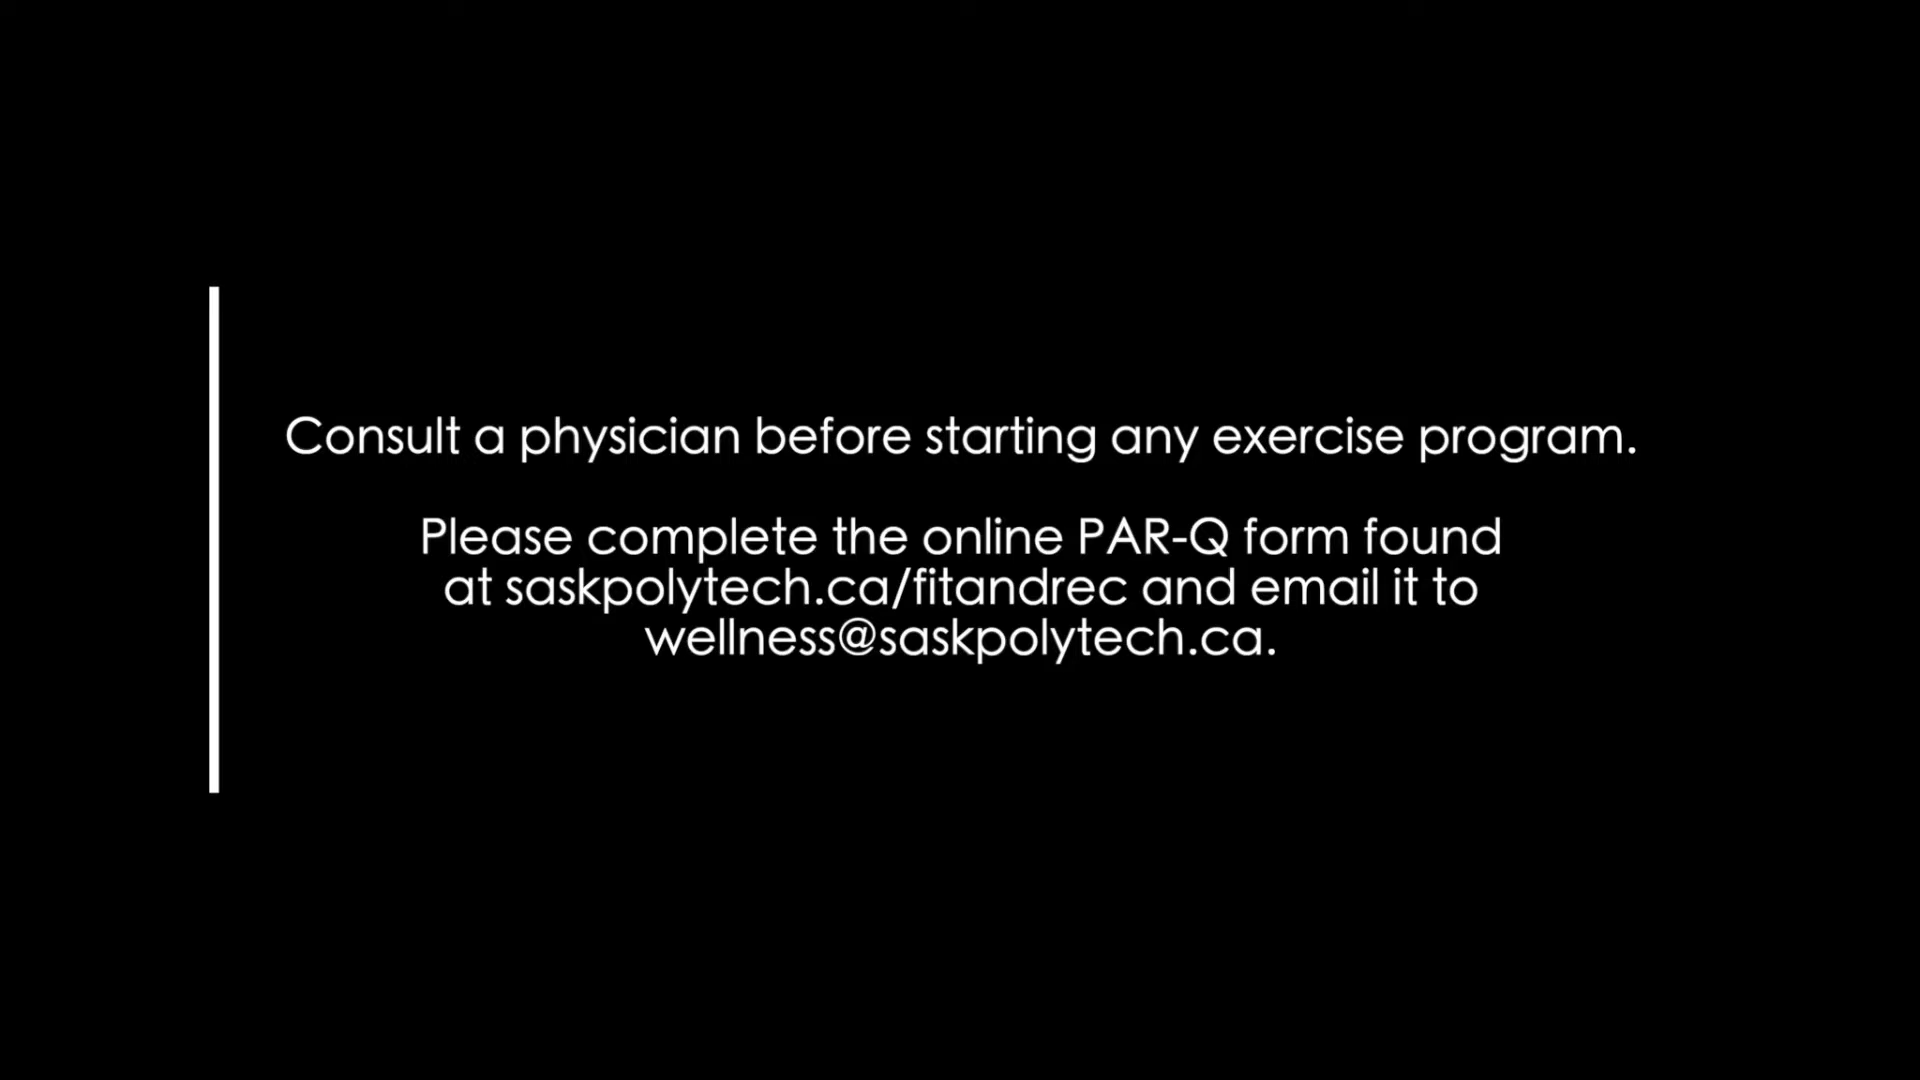 Consult a physician before starting any exercise program.
Please complete the online PAR-Q form found
at saskpolytech.ca/fitandrec and email it to
wellness@saskpolytech.ca.